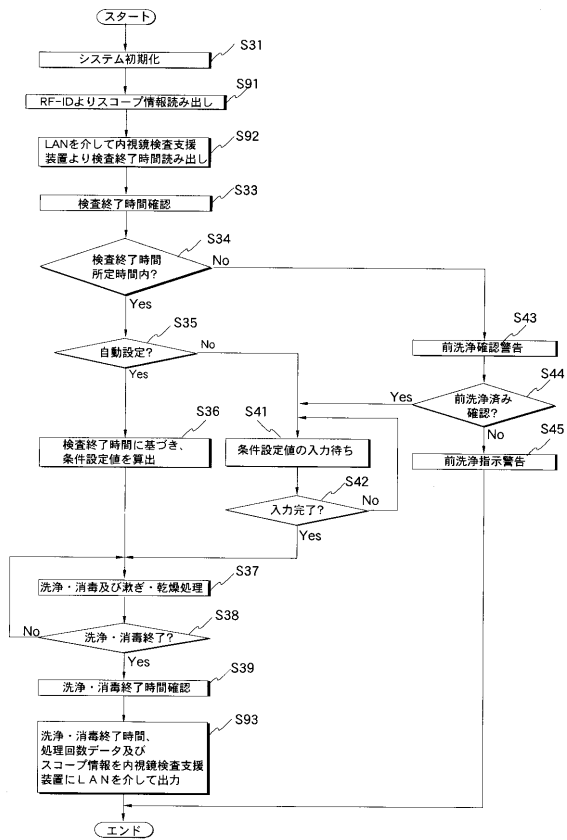 スタート
S31
システム初期化
S91
RF-IDよりスコープ情報読み出し
S92
LANを介して内視鏡検査支援
装置より検査終了時間読み出し
S33
検査終了時間確認
S34
検査終了時間
所定時間内?
No
Yes
S35
自動設定?
No
Yes
S43
前洗浄確認警告
S44
前洗浄済み
確認?
Yes
No
S36
検査終了時間に基づき、
条件設定値を算出
S41
条件設定値の入力待ち
S45
前洗浄指示警告
S42
入力完了?
No
Yes
S37
洗浄・消毒及び漱ぎ・乾燥処理
S38
洗浄・消毒終了?
No
Yes
S39
洗浄・消毒終了時間確認
S93
洗浄・消毒終了時間、
処理回数データ及び
スコープ情報を内視鏡検査支援
装置にLANを介して出力
エンド